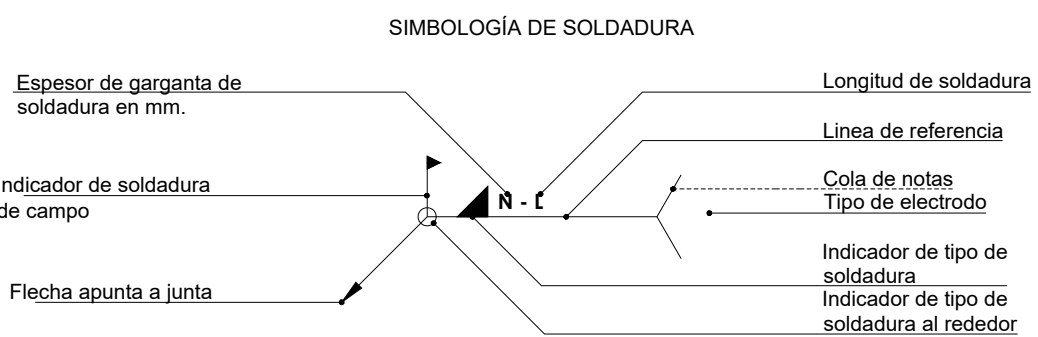 SIMBOLOGÍA DE SOLDADURA
Espesor de garganta de
soldadura en mm.
Longitud de soldadura
Linea de referencia
ndicador de soldadura
de campo
N - L
Cola de notas
Tipo de electrodo
Flecha apunta a junta
Indicador de tipo de
soldadura
Indicador de tipo de
soldadura al rededor